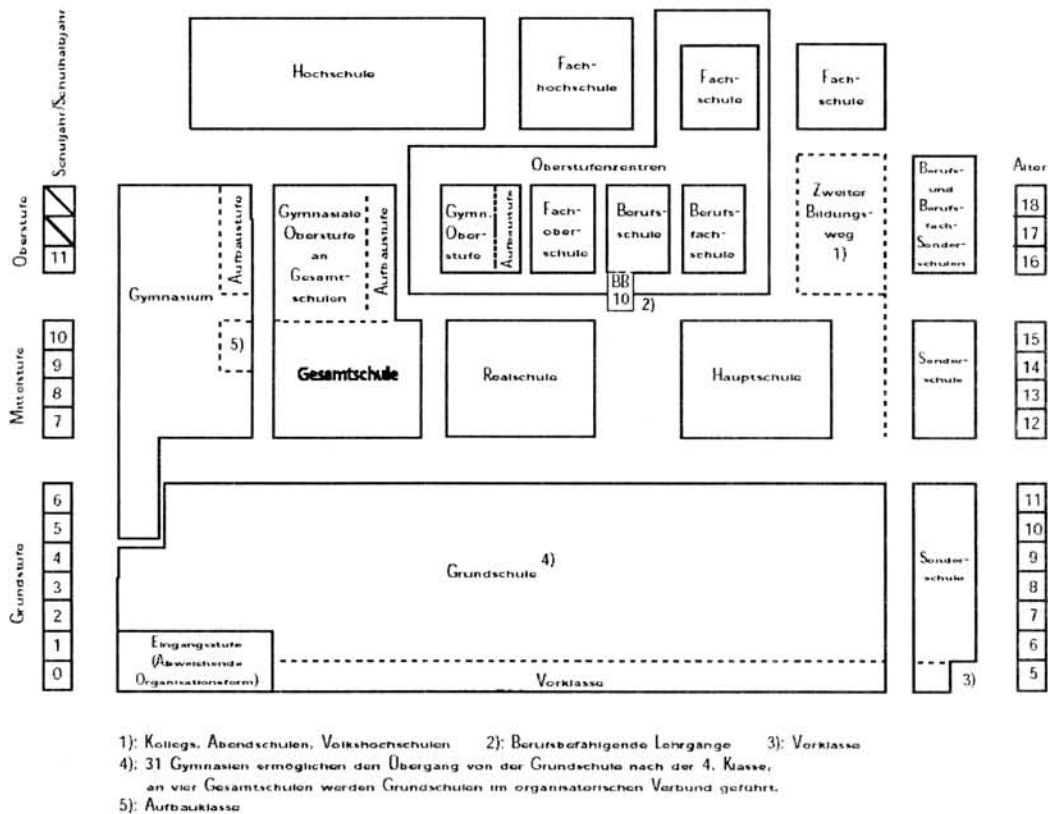 Schuljahr/Schulhalbjahr
Hochschule
Fach-
hochschule
Fach-
schule
Fach-
schule
Oberstufenzentren
Oberstufe
11
Gymnasium
Aufbaustufe
5)
Gymnasiale
Oberstufe
an
Gesamt-
schulen
Aufbaustufe
Gymn.
Ober-
stufe
Aufbaustufe
Fach-
ober-
schule
Berufs-
schule
Berufs-
fach-
schule
BB
10
2)
Zweiter
Bildungs-
weg
1)
Berufs-
und
Berufs-
fach-
Sonder-
schulen
Alter
18
17
16
Mittelstufe
10
9
8
7
Gesamtschule
Realschule
Hauptschule
Sonder-
schule
15
14
13
12
Grundstufe
6
5
4
3
2
1
0
Grundschule 4)
Eingangsstufe
(Abweichende
Organisationsform)
Vorklasse
Sonder-
schule
3)
11
10
9
8
7
6
5
1): Kollegs, Abendschulen, Volkshochschulen 2): Berufsbefähigende Lehrgänge 3): Vorklasse
4): 31 Gymnasien ermöglichen den Übergang von der Grundschule nach der 4. Klasse,
an vier Gesamtschulen werden Grundschulen im organisatorischen Verbund geführt.
5): Aufbauklasse